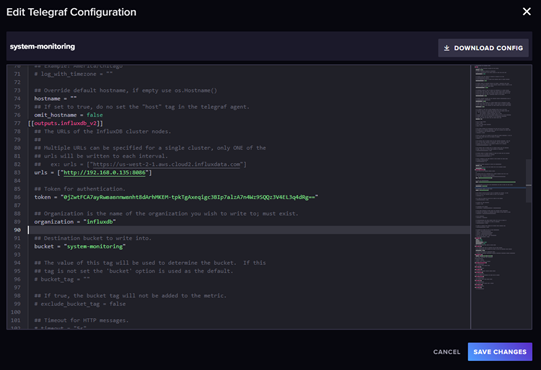 Edit Telegraf Configuration
system-monitoring
DOWNLOAD CONFIG
71 # log_with_timezone = ""
72
73 ## Override default hostname, if empty use os.Hostname()
74 hostname = ""
75 ## If set to true, do no set the "host" tag in the telegraf agent.
76 omit_hostname = false
77 [[outputs.influxdb_v2]]
78 ## The URLs of the InfluxDB cluster nodes.
79 ##
80 ## Multiple URLs can be specified for a single cluster, only ONE of the
81 ## urls will be written to each interval.
82 ## ex: urls = ["https://us-west-2-1.aws.cloud2.influxdata.com"]
83 urls = ["http://192.168.0.135:8086"]
84
85 ## Token for authentication.
86 token =
87
88 ## Organization is the name of the organization you wish to write to; must exist.
89 organization = "influxdb"
90
91 ## Destination bucket to write into.
92 bucket = "system-monitoring"
93
94 ## The value of this tag will be used to determine the bucket. If this
95 ## tag is not set the 'bucket' option is used as the default.
96 # bucket_tag = ""
97
98 ## If true, the bucket tag will not be added to the metric.
99 # exclude_bucket_tag = false
100
101 ## Timeout for HTTP messages.
CANCEL
SAVE CHANGES